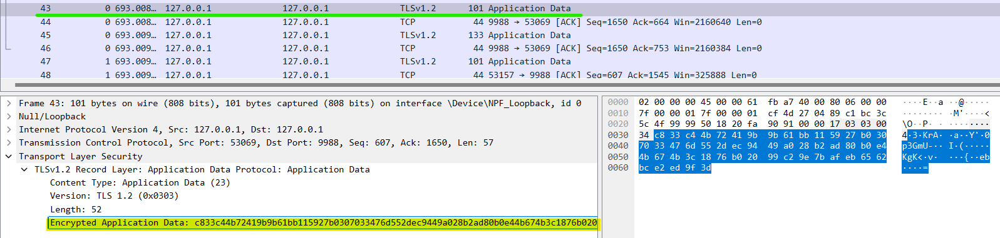 43 0 693.008… 127.0.0.1 127.0.0.1 TLSv1.2 101 Application Data
44 0 693.008… 127.0.0.1 127.0.0.1 TCP 44 9988 → 53069 [ACK] Seq=1650 Ack=664 Win=2160640 Len=0
45 0 693.009… 127.0.0.1 127.0.0.1 TLSv1.2 133 Application Data
46 0 693.009… 127.0.0.1 127.0.0.1 TCP 44 9988 → 53069 [ACK] Seq=1650 Ack=753 Win=2160384 Len=0
47 1 693.009… 127.0.0.1 127.0.0.1 TLSv1.2 101 Application Data
48 1 693.009… 127.0.0.1 127.0.0.1 TCP 44 53157 → 9988 [ACK] Seq=607 Ack=1545 Win=325888 Len=0
Frame 43: 101 bytes on wire (808 bits), 101 bytes captured (808 bits) on interface \Device\NPF_Loopback, id 0
Null/Loopback
Internet Protocol Version 4, Src: 127.0.0.1, Dst: 127.0.0.1
Transmission Control Protocol, Src Port: 53069, Dst Port: 9988, Seq: 607, Ack: 1650, Len: 57
Transport Layer Security
TLSv1.2 Record Layer: Application Data Protocol: Application Data
Content Type: Application Data (23)
Version: TLS 1.2 (0x0303)
Length: 52
Encrypted Application Data: c833c44b72419b9b61bb115927b0307033476d552dec9449a028b2ad80b0e44b674b3c1876b020
0000 02 00 00 00 45 00 00 61 fb a7 40 00 80 06 00 00 ····E··a ··@·····
0010 7f 00 00 01 7f 00 00 01 cf 4d 27 04 89 c1 bc 3c ········ ·M'····<
0020 5c 4f 99 99 50 18 20 fa 90 91 00 00 17 03 03 00 \O··P· · ········
0030 34 c8 33 c4 4b 72 41 9b 9b 61 bb 11 59 27 b0 30 4·3·KrA· ·a··Y'·0
0040 70 33 47 6d 55 2d ec 94 49 a0 28 b2 ad 80 b0 e4 p3GmU-·· I·(·····
0050 4b 67 4b 3c 18 76 b0 20 99 c2 9e 7b af eb 65 62 KgK<·v· ···{··eb
0060 bc e2 ed 9f 3d ····=